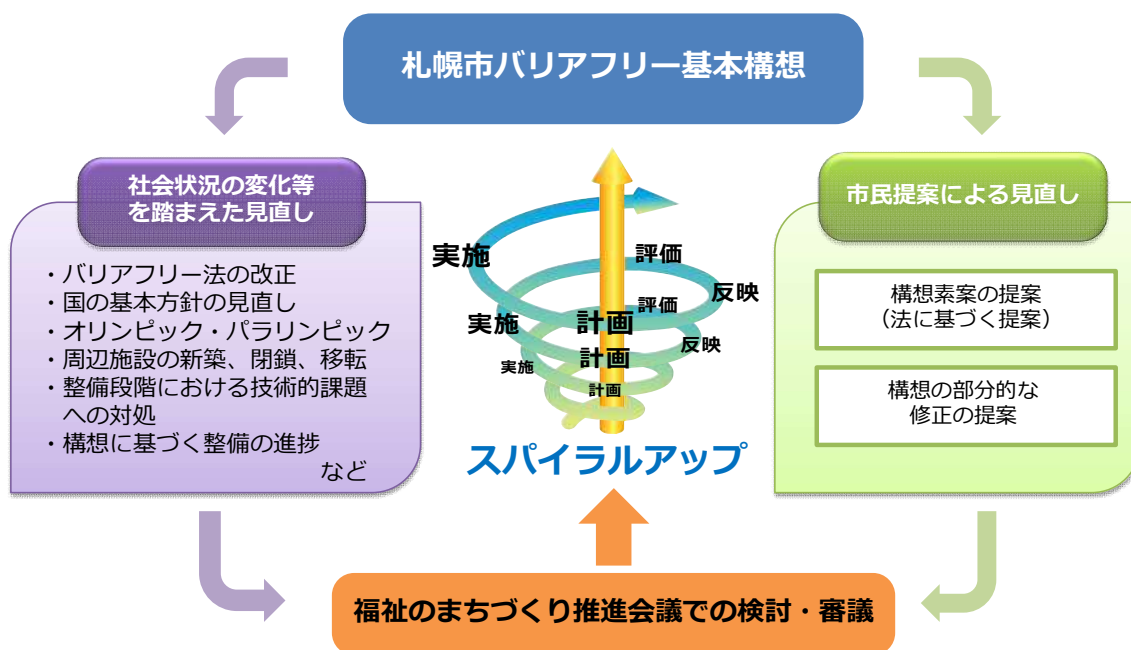 札幌市バリアフリー基本構想
社会状況の変化等
を踏まえた見直し
・バリアフリー法の改正
・国の基本方針の見直し
・オリンピック・パラリンピック
・周辺施設の新築、閉鎖、移転
・整備段階における技術的課題
への対処
・構想に基づく整備の進捗
など
実施
評価
反映
評価
実施
計画
反映
計画
実施
計画
スパイラルアップ
市民提案による見直し
構想素案の提案
（法に基づく提案）
構想の部分的な
修正の提案
福祉のまちづくり推進会議での検討・審議